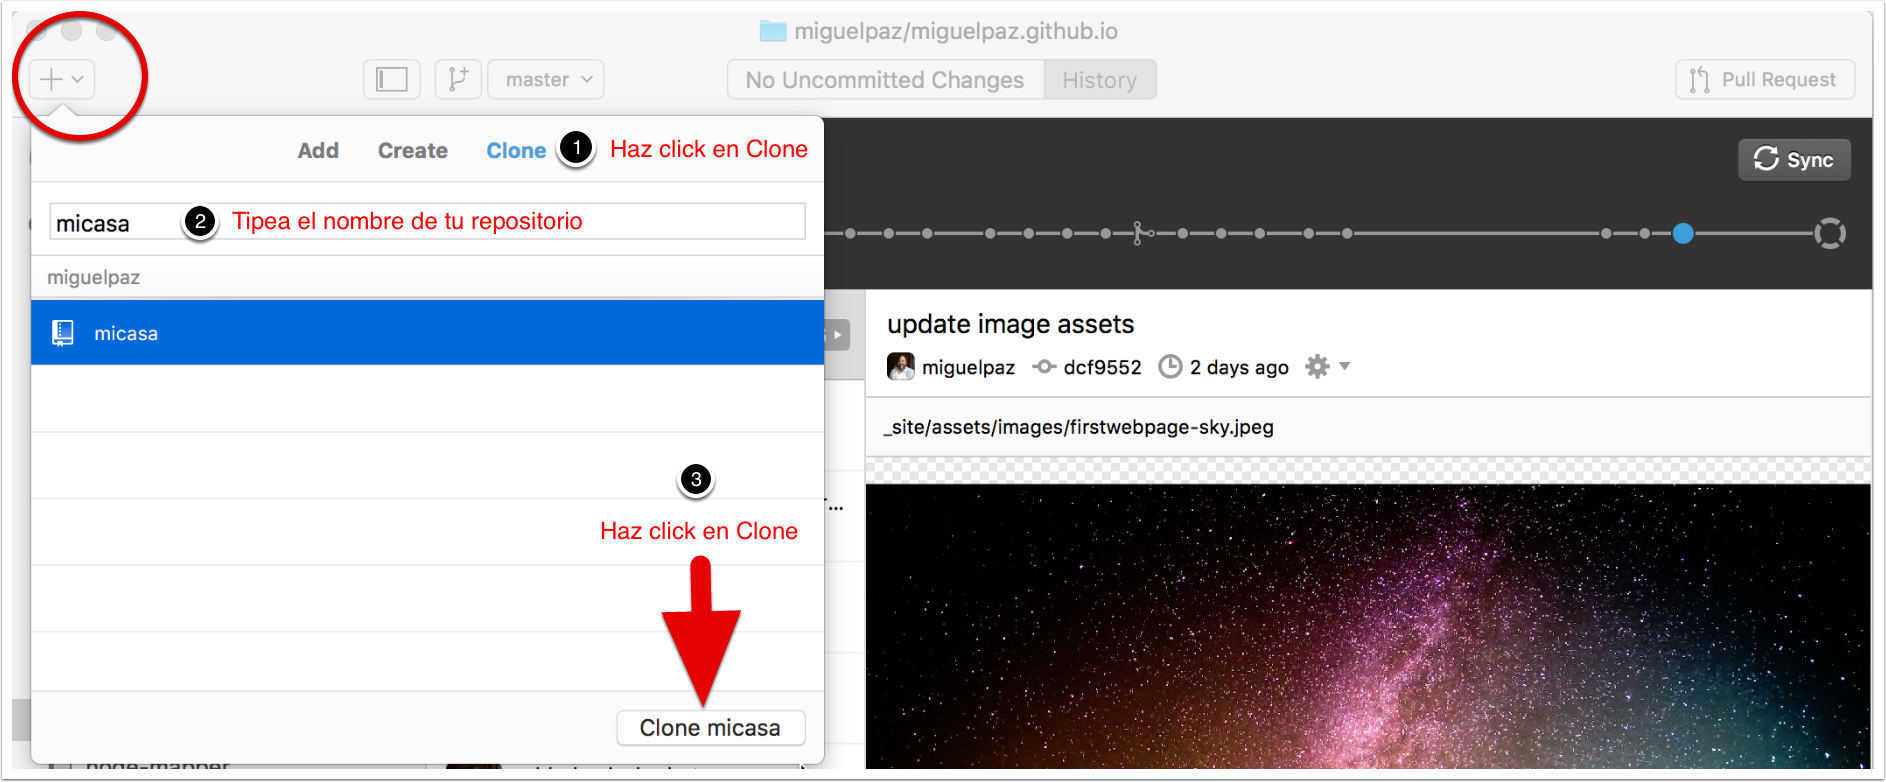 miguelpaz/miguelpaz.github.io
master
No Uncommitted Changes
History
Pull Request
Add
Create
Clone
1
Haz click en Clone
Sync
micasa
2
Tipea el nombre de tu repositorio
miguelpaz
micasa
update image assets
miguelpaz
dcf9552
2 days ago
_site/assets/images/firstwebpage-sky.jpeg
3
Haz click en Clone
Clone micasa
node-mapper